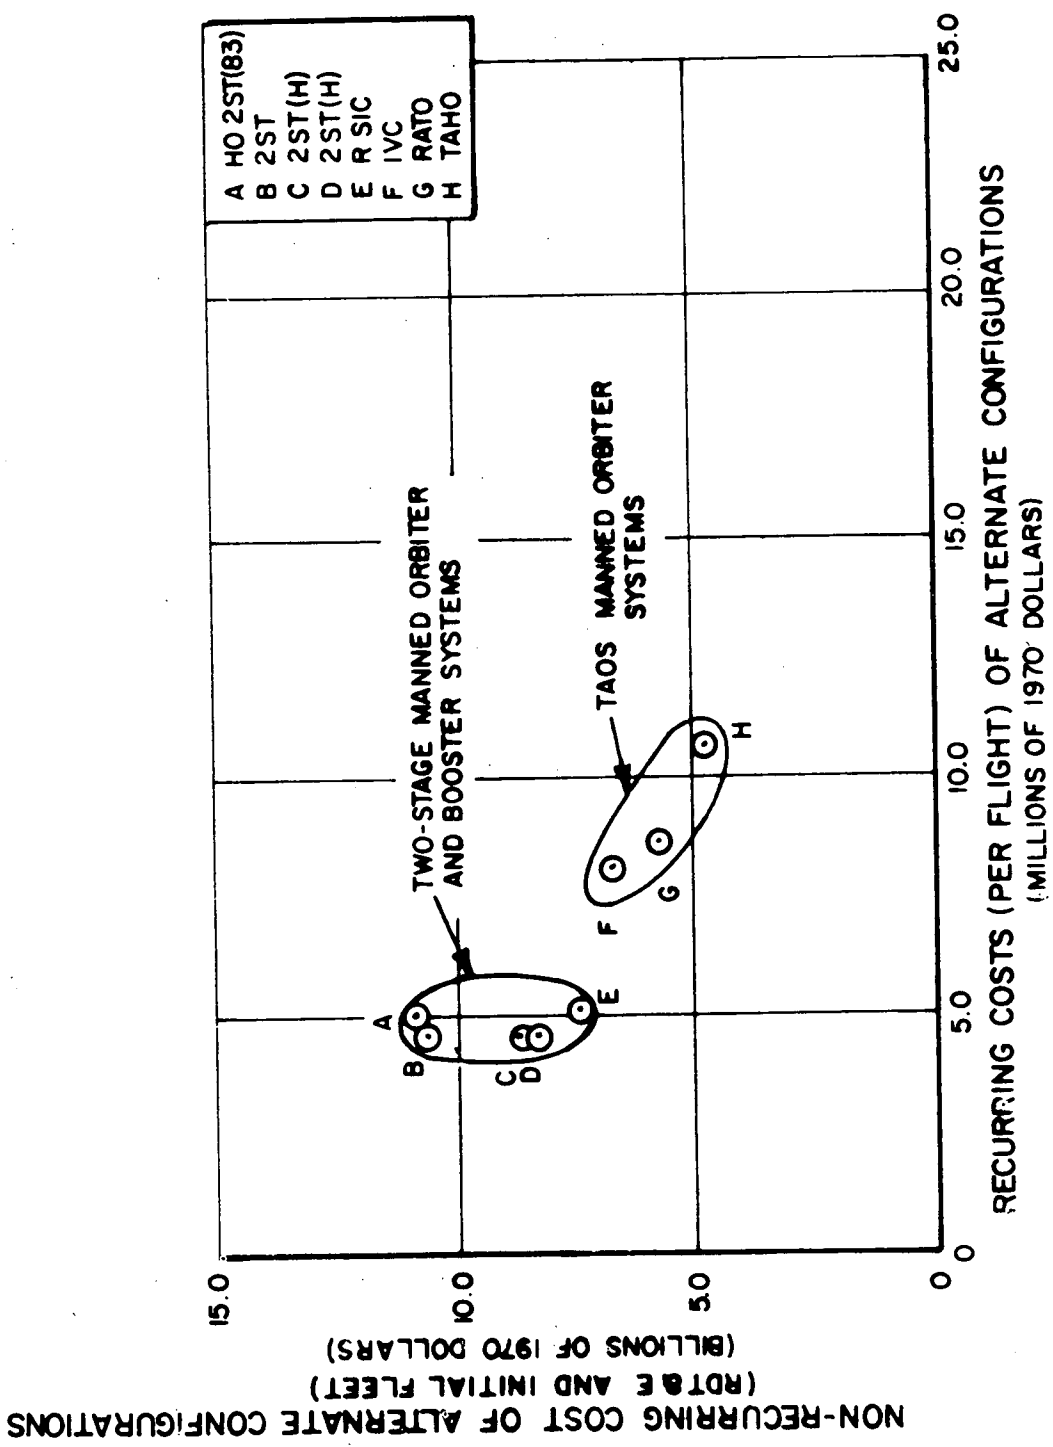 A HO 2ST(83)
B 2ST
C 2ST(H)
D 2ST(H)
E RSIC
F IVC
G RATO
H TAHO
TWO-STAGE MANNED ORBITER
AND BOOSTER SYSTEMS
TAOS MANNED ORBITER
SYSTEMS
A
B
C
D
E
F
G
H
15.0
10.0
5.0
0
NON-RECURRING COST OF ALTERNATE CONFIGURATIONS
(RDT&E AND INITIAL FLEET)
(BILLIONS OF 1970 DOLLARS)
0
5.0
10.0
15.0
20.0
25.0
RECURRING COSTS (PER FLIGHT) OF ALTERNATE CONFIGURATIONS
(MILLIONS OF 1970 DOLLARS)